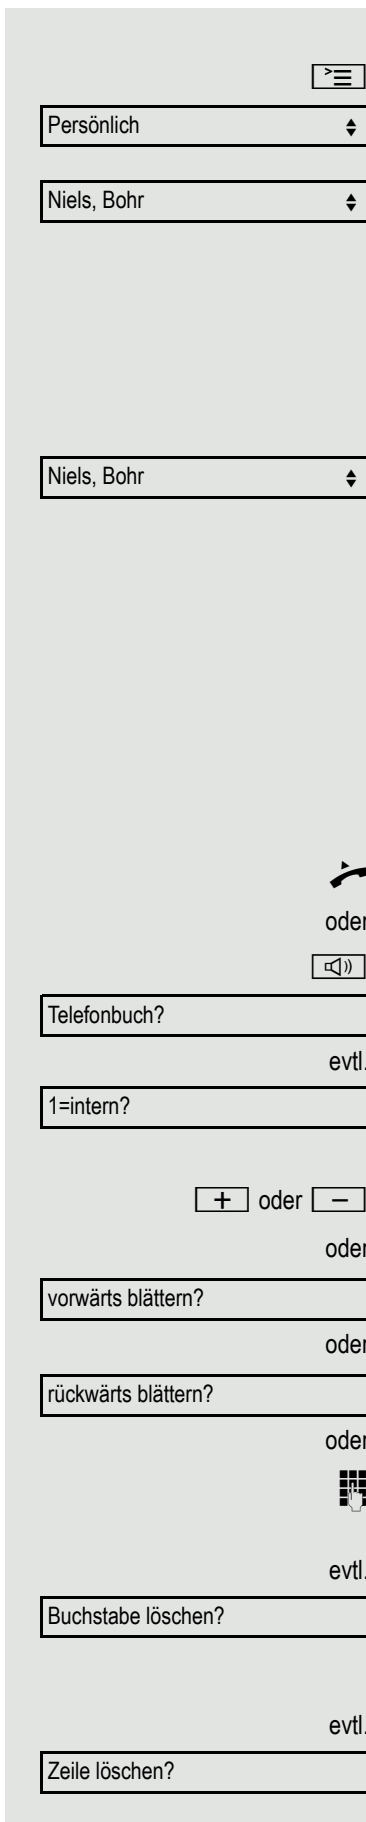 Persönlich
Niels, Bohr
Niels, Bohr
oder
Telefonbuch?
evtl.
1=intern?
+ oder −
oder
vorwärts blättern?
oder
rückwärts blättern?
oder
evtl.
Buchstabe löschen?
evtl.
Zeile löschen?